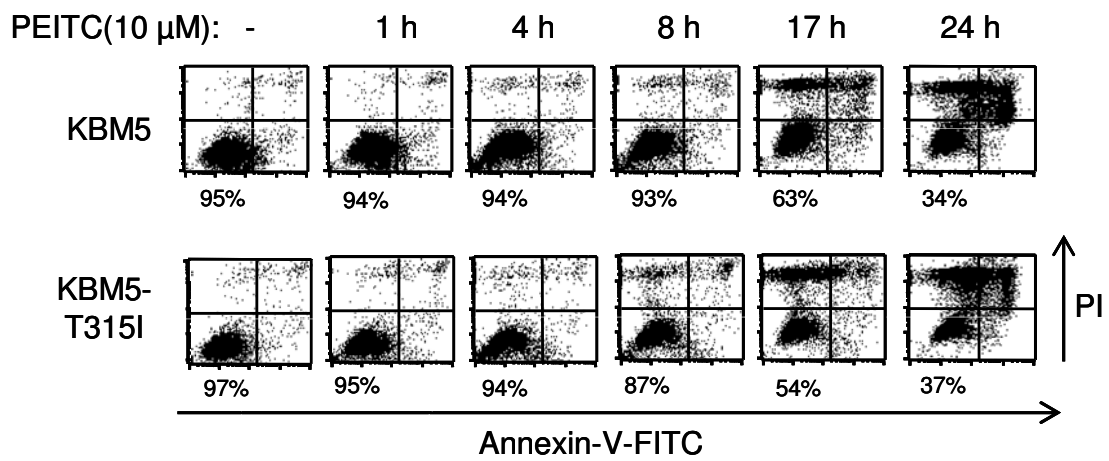 PEITC(10 µM): - 1 h 4 h 8 h 17 h 24 h
KBM5
95% 94% 94% 93% 63% 34%
KBM5-
T315I
PI
97% 95% 94% 87% 54% 37%
Annexin-V-FITC